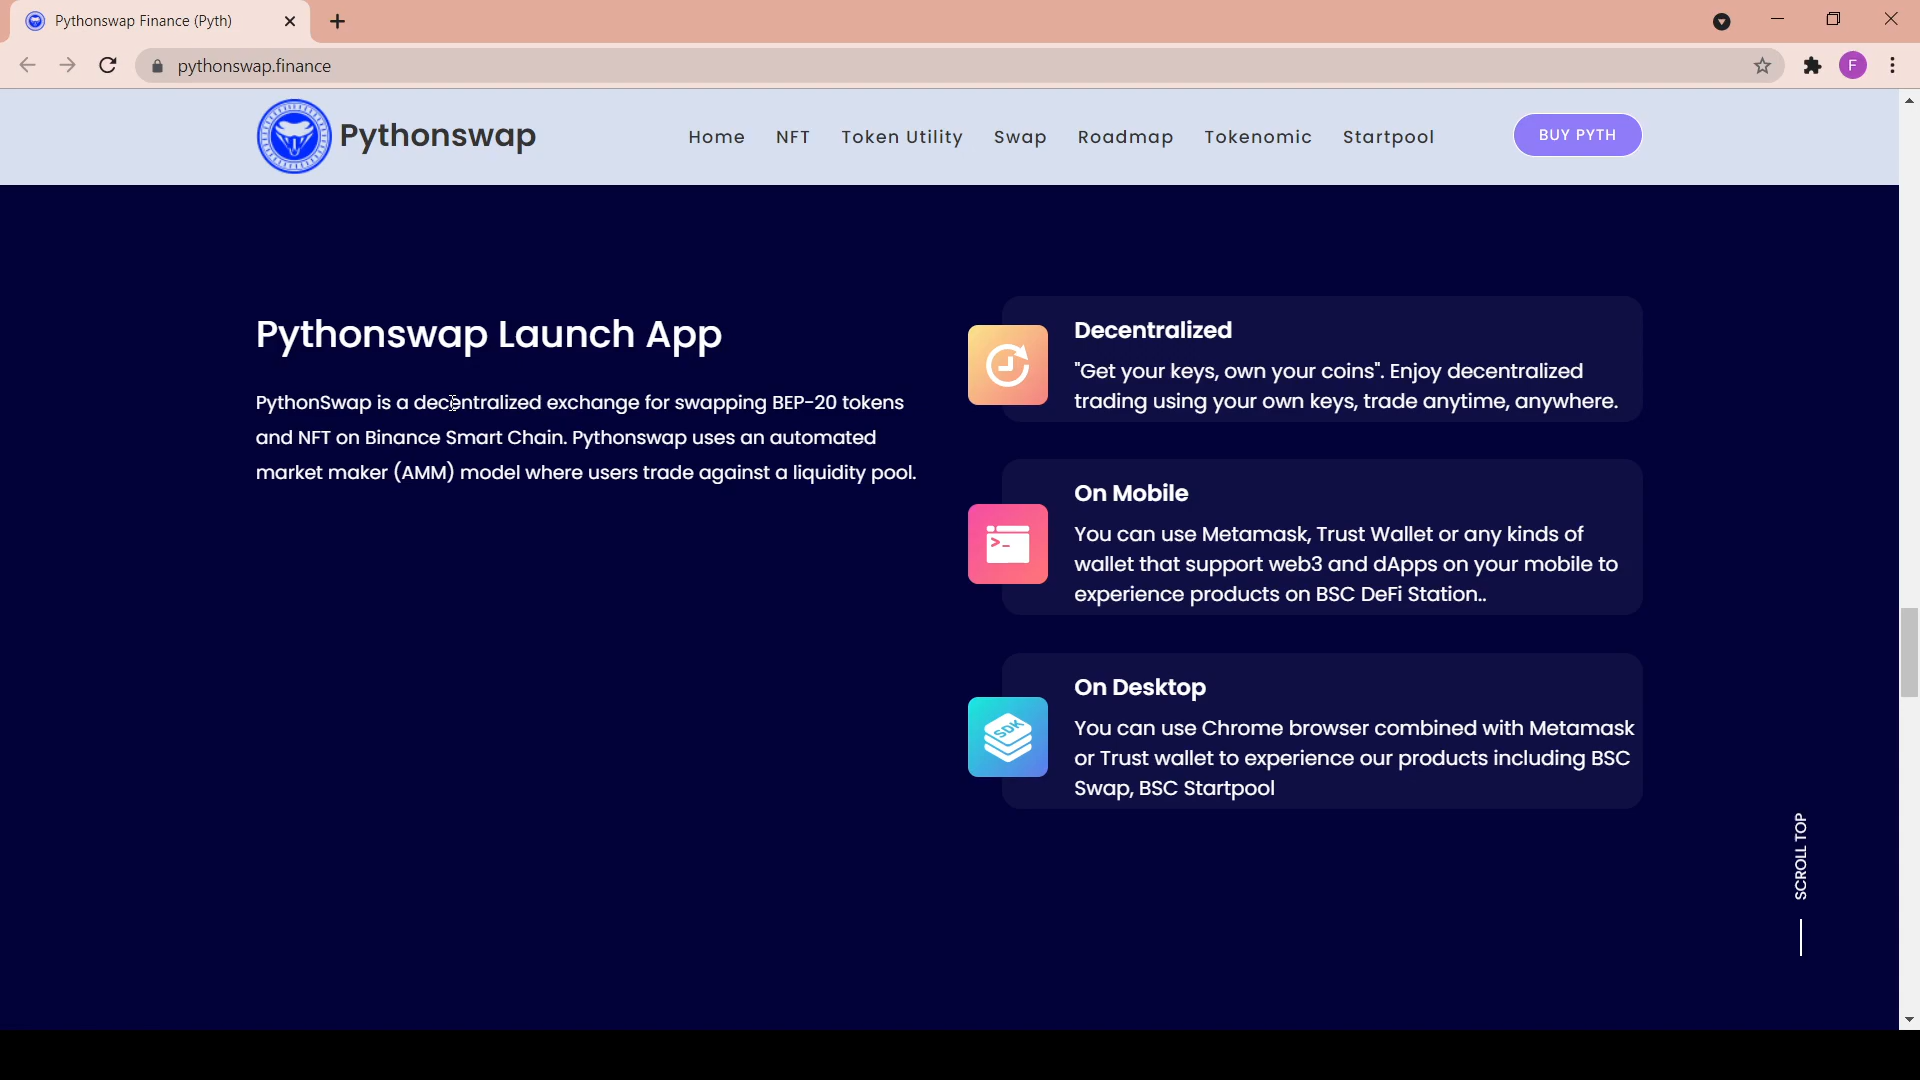 Pythonswap Finance (Pyth)
pythonswap.finance
F
Pythonswap
Home NFT Token Utility Swap Roadmap Tokenomic Startpool BUY PYTH
Pythonswap Launch App
PythonSwap is a decentralized exchange for swapping BEP-20 tokens
and NFT on Binance Smart Chain. Pythonswap uses an automated
market maker (AMM) model where users trade against a liquidity pool.
Decentralized
"Get your keys, own your coins". Enjoy decentralized
trading using your own keys, trade anytime, anywhere.
On Mobile
You can use Metamask, Trust Wallet or any kinds of
wallet that support web3 and dApps on your mobile to
experience products on BSC DeFi Station..
SDK
On Desktop
You can use Chrome browser combined with Metamask
or Trust wallet to experience our products including BSC
Swap, BSC Startpool
SCROLL TOP